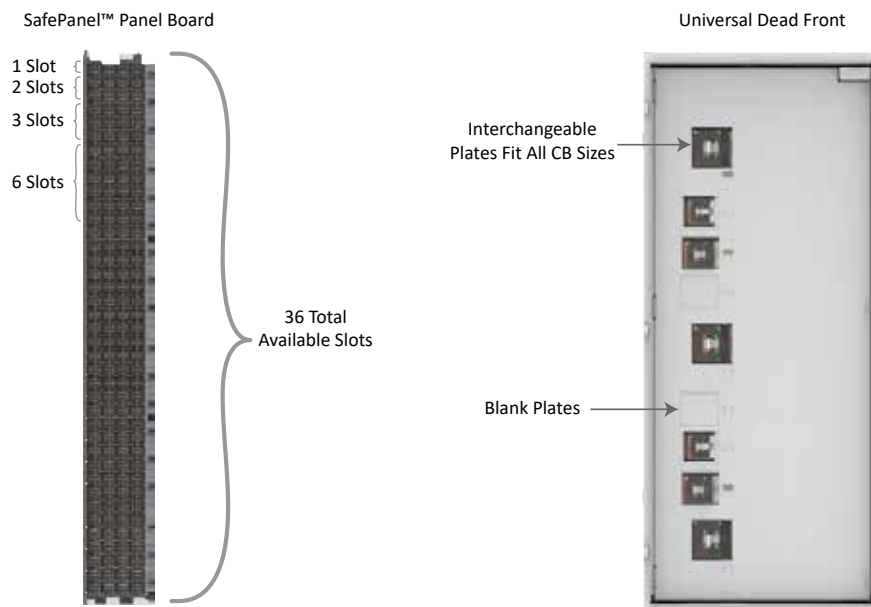 SafePanel™ Panel Board
1 Slot
2 Slots
3 Slots
6 Slots
36 Total
Available Slots
Universal Dead Front
Interchangeable
Plates Fit All CB Sizes
Blank Plates